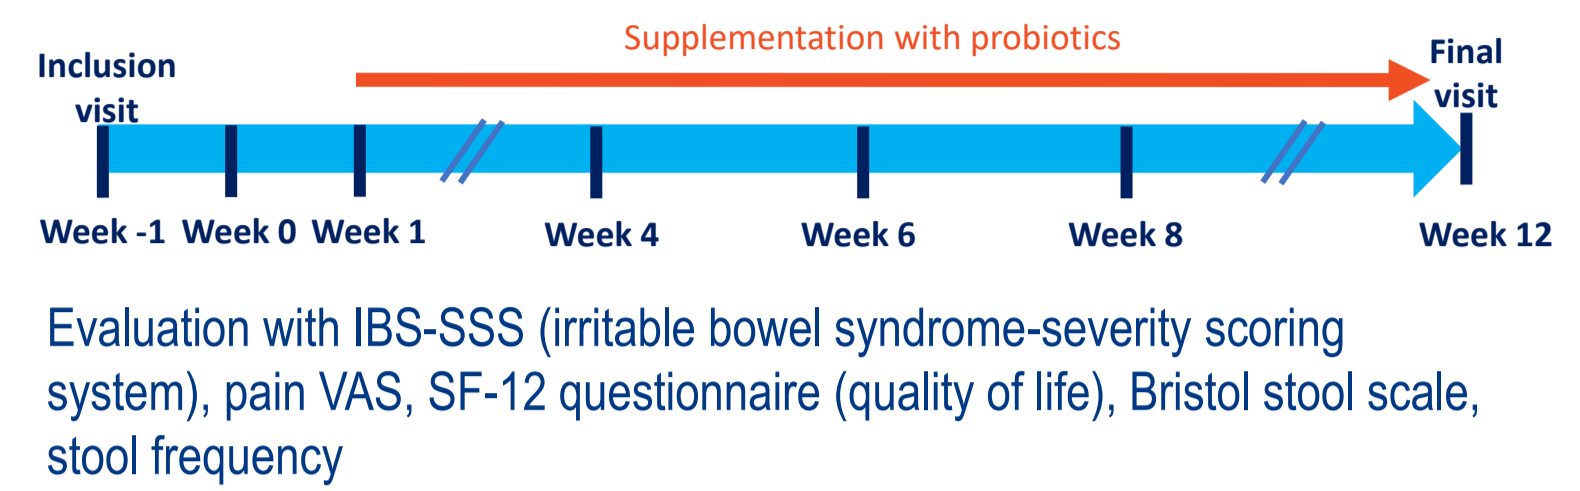 Supplementation with probiotics
Inclusion
visit
Final
visit
Week -1 Week 0 Week 1 Week 4 Week 6 Week 8 Week 12
Evaluation with IBS-SSS (irritable bowel syndrome-severity scoring
system), pain VAS, SF-12 questionnaire (quality of life), Bristol stool scale,
stool frequency